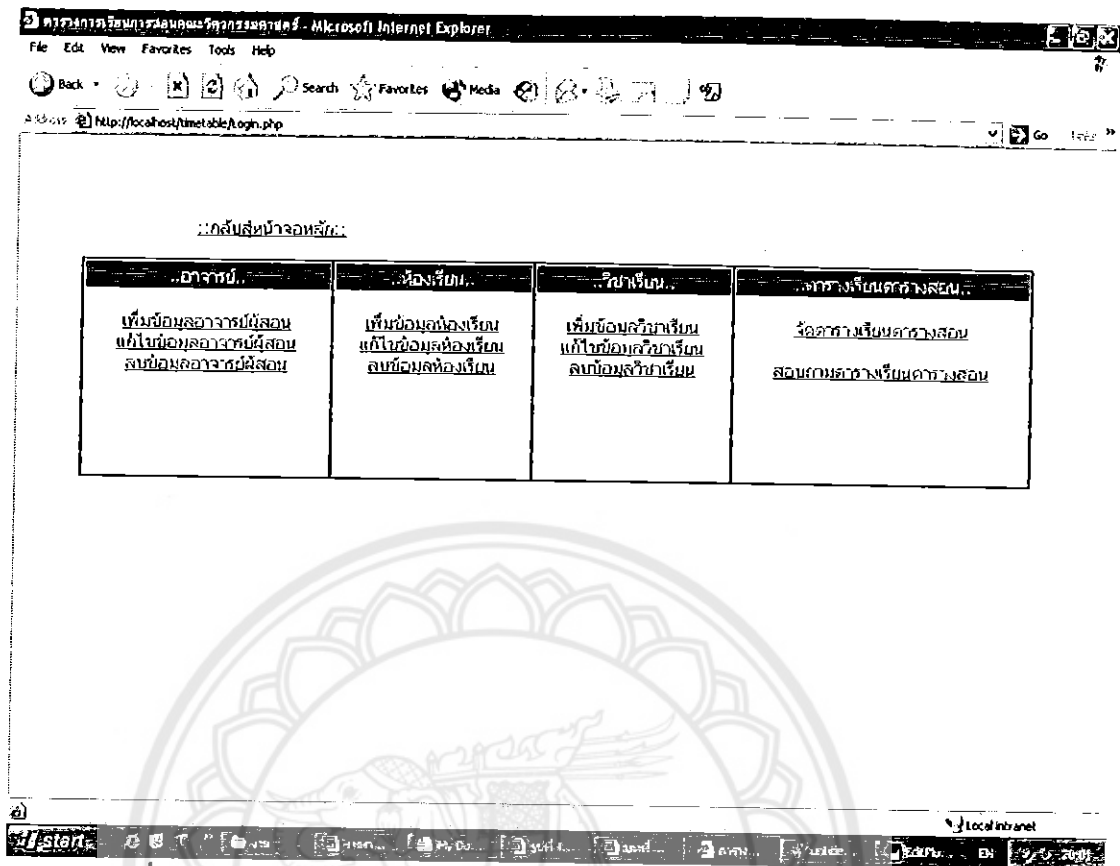 ตารางการเรียนการสอนคณะวิศวกรรมศาสตร์ - Microsoft Internet Explorer
File Edit View Favorites Tools Help
Back Search Favorites Media
Address http://localhost/timetable/Login.php Go Links »
::กลับสู่หน้าจอหลัก::
..อาจารย์.. ..ห้องเรียน.. ..วิชาเรียน.. ..ตารางเรียนตารางสอน..
เพิ่มข้อมูลอาจารย์ผู้สอน เพิ่มข้อมูลห้องเรียน เพิ่มข้อมูลวิชาเรียน จัดตารางเรียนตารางสอน
แก้ไขข้อมูลอาจารย์ผู้สอน แก้ไขข้อมูลห้องเรียน แก้ไขข้อมูลวิชาเรียน
ลบข้อมูลอาจารย์ผู้สอน ลบข้อมูลห้องเรียน ลบข้อมูลวิชาเรียน สอบถามตารางเรียนตารางสอน
Local intranet
start EN